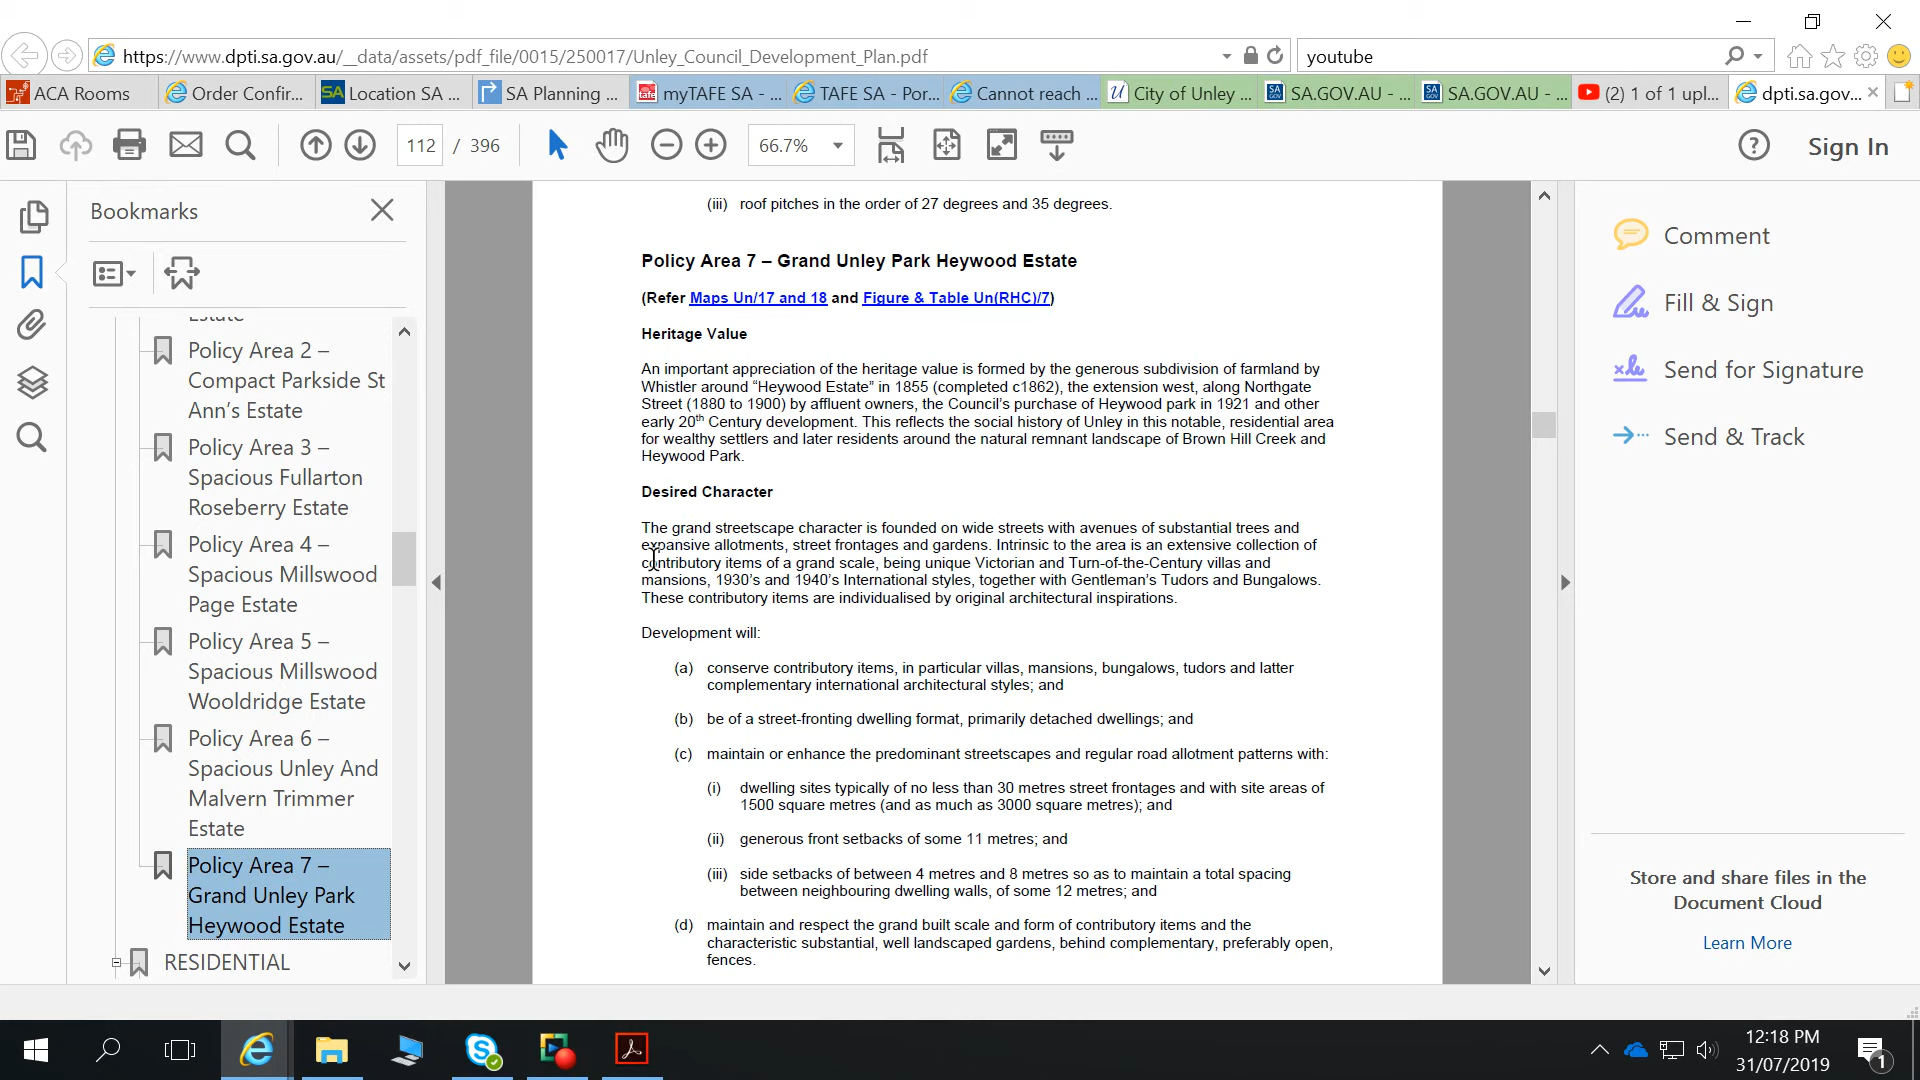 https://www.dpti.sa.gov.au/__data/assets/pdf_file/0015/250017/Unley_Council_Development_Plan.pdf
youtube
ACA Rooms
Order Confir...
Location SA ...
SA Planning ...
myTAFE SA - ...
TAFE SA - Por...
Cannot reach ...
City of Unley ...
SA.GOV.AU - ...
SA.GOV.AU - ...
(2) 1 of 1 upl...
dpti.sa.gov...
112 / 396
66.7%
Sign In
Bookmarks
Estate
Policy Area 2 –
Compact Parkside St
Ann's Estate
Policy Area 3 –
Spacious Fullarton
Roseberry Estate
Policy Area 4 –
Spacious Millswood
Page Estate
Policy Area 5 –
Spacious Millswood
Wooldridge Estate
Policy Area 6 –
Spacious Unley And
Malvern Trimmer
Estate
Policy Area 7 –
Grand Unley Park
Heywood Estate
RESIDENTIAL
(iii) roof pitches in the order of 27 degrees and 35 degrees.
Policy Area 7 – Grand Unley Park Heywood Estate
(Refer Maps Un/17 and 18 and Figure & Table Un(RHC)/7)
Heritage Value
An important appreciation of the heritage value is formed by the generous subdivision of farmland by
Whistler around “Heywood Estate” in 1855 (completed c1862), the extension west, along Northgate
Street (1880 to 1900) by affluent owners, the Council's purchase of Heywood park in 1921 and other
early 20th Century development. This reflects the social history of Unley in this notable, residential area
for wealthy settlers and later residents around the natural remnant landscape of Brown Hill Creek and
Heywood Park.
Desired Character
The grand streetscape character is founded on wide streets with avenues of substantial trees and
expansive allotments, street frontages and gardens. Intrinsic to the area is an extensive collection of
contributory items of a grand scale, being unique Victorian and Turn-of-the-Century villas and
mansions, 1930's and 1940's International styles, together with Gentleman's Tudors and Bungalows.
These contributory items are individualised by original architectural inspirations.
Development will:
(a) conserve contributory items, in particular villas, mansions, bungalows, tudors and latter
complementary international architectural styles; and
(b) be of a street-fronting dwelling format, primarily detached dwellings; and
(c) maintain or enhance the predominant streetscapes and regular road allotment patterns with:
(i) dwelling sites typically of no less than 30 metres street frontages and with site areas of
1500 square metres (and as much as 3000 square metres); and
(ii) generous front setbacks of some 11 metres; and
(iii) side setbacks of between 4 metres and 8 metres so as to maintain a total spacing
between neighbouring dwelling walls, of some 12 metres; and
(d) maintain and respect the grand built scale and form of contributory items and the
characteristic substantial, well landscaped gardens, behind complementary, preferably open,
fences.
Comment
Fill & Sign
Send for Signature
Send & Track
Store and share files in the
Document Cloud
Learn More
12:18 PM
31/07/2019
1